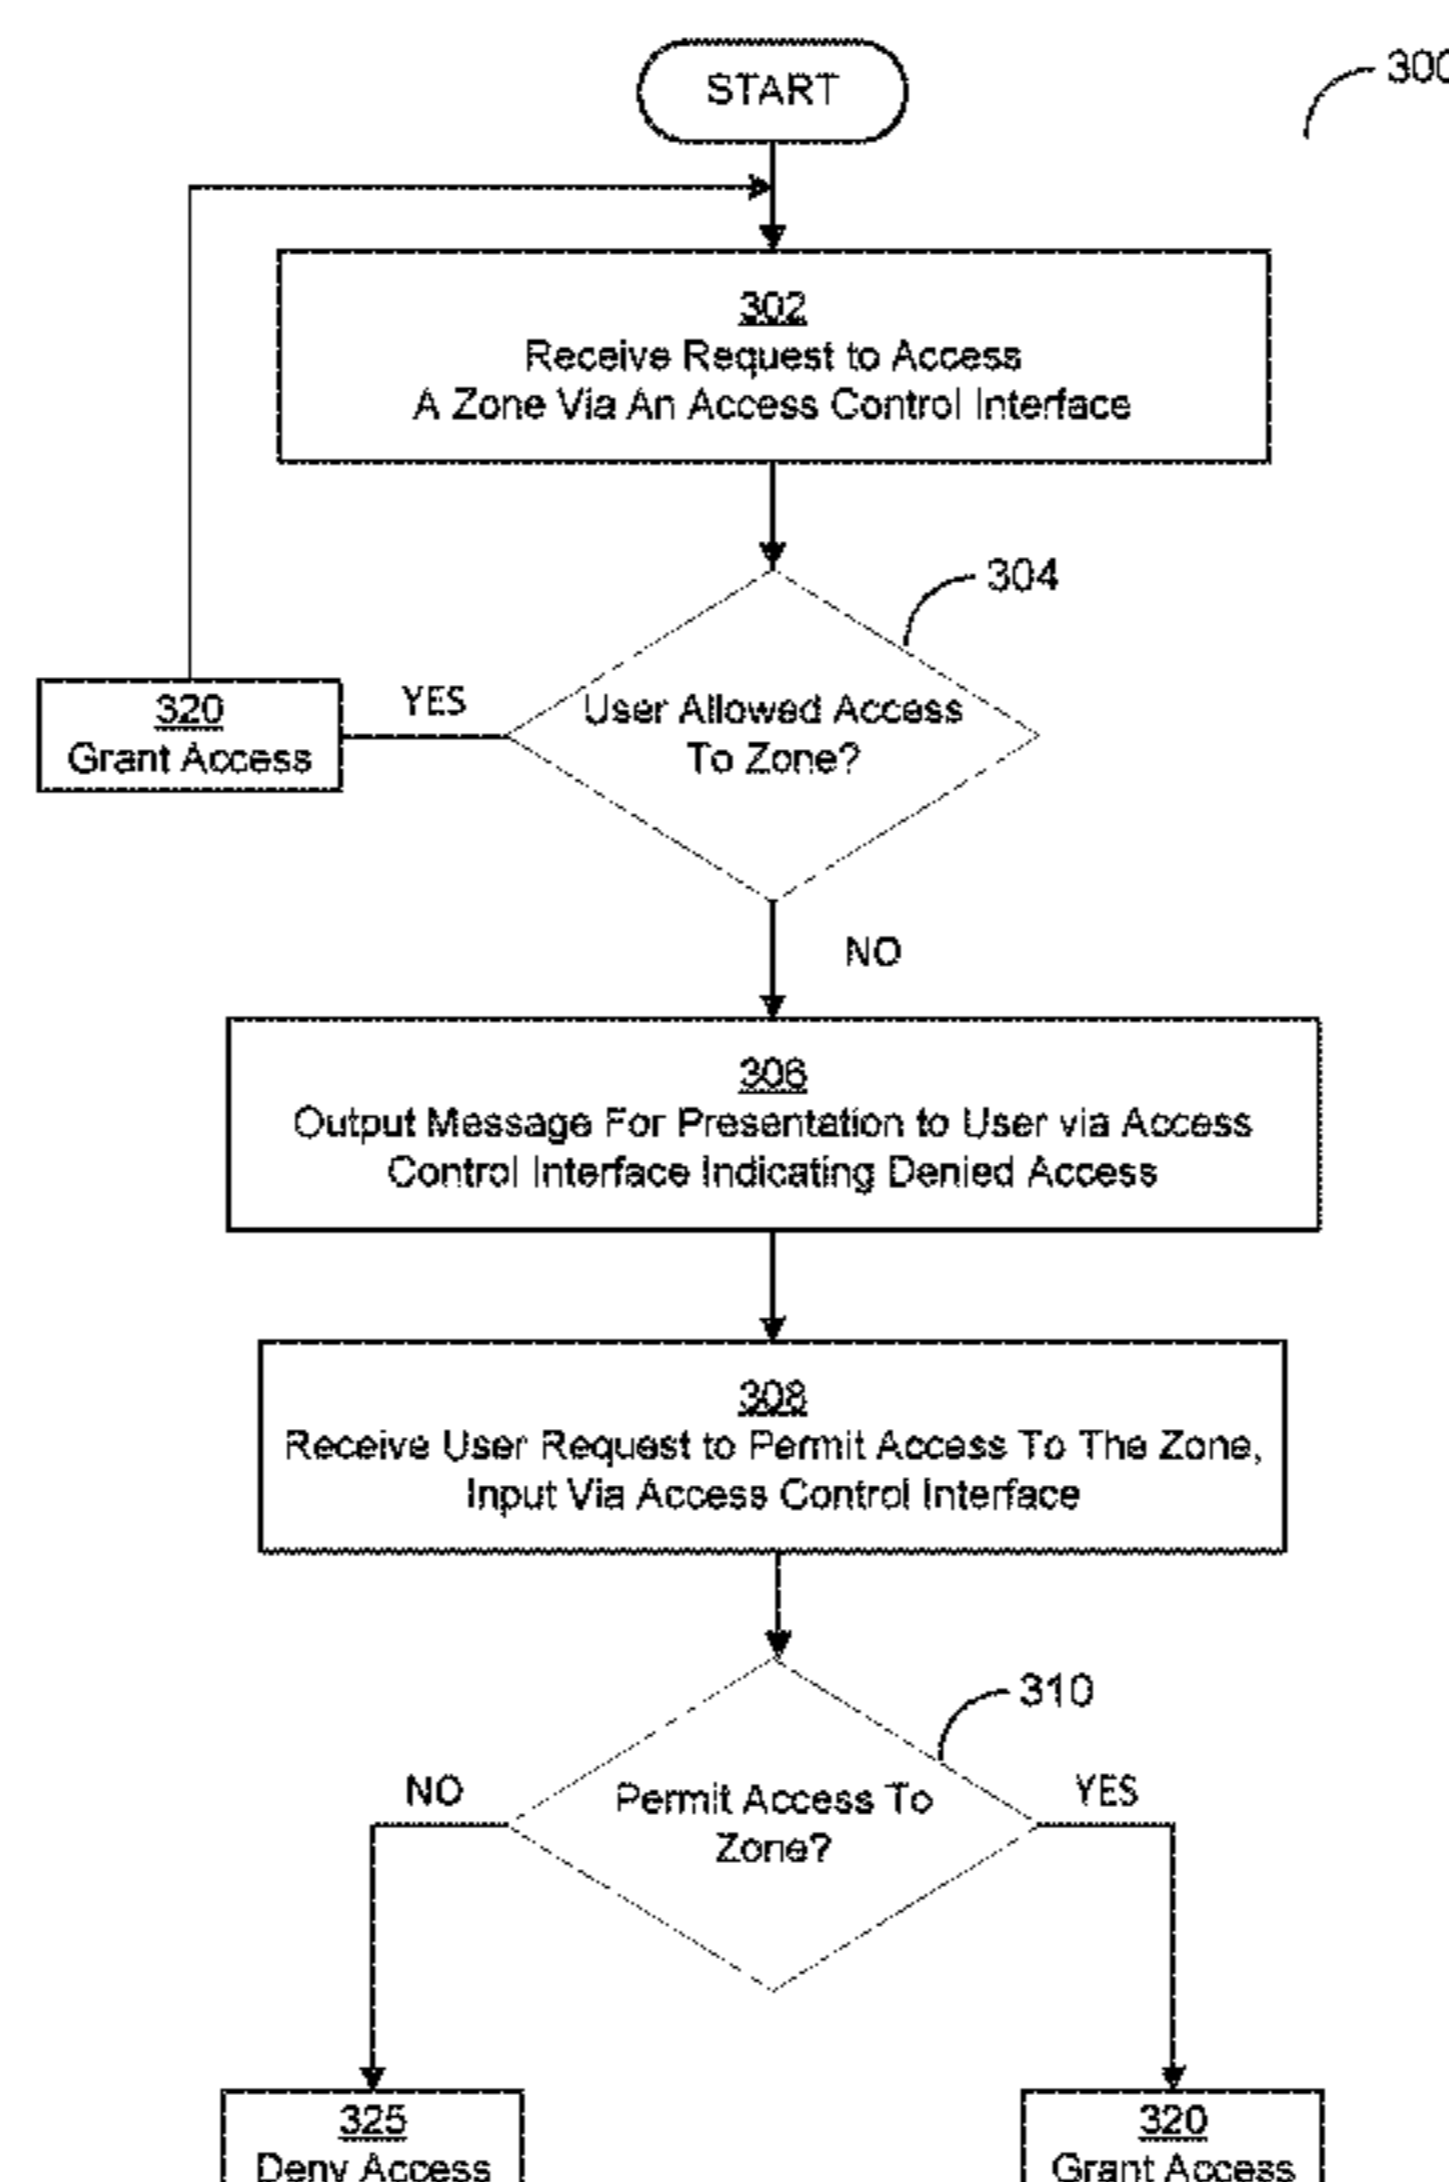 START
300
302
Receive Request to Access
A Zone Via An Access Control Interface
304
320
Grant Access
YES
User Allowed Access
To Zone?
NO
306
Output Message For Presentation to User via Access
Control Interface Indicating Denied Access
308
Receive User Request to Permit Access To The Zone,
Input Via Access Control Interface
310
NO
Permit Access To
Zone?
YES
325
Deny Access
320
Grant Access